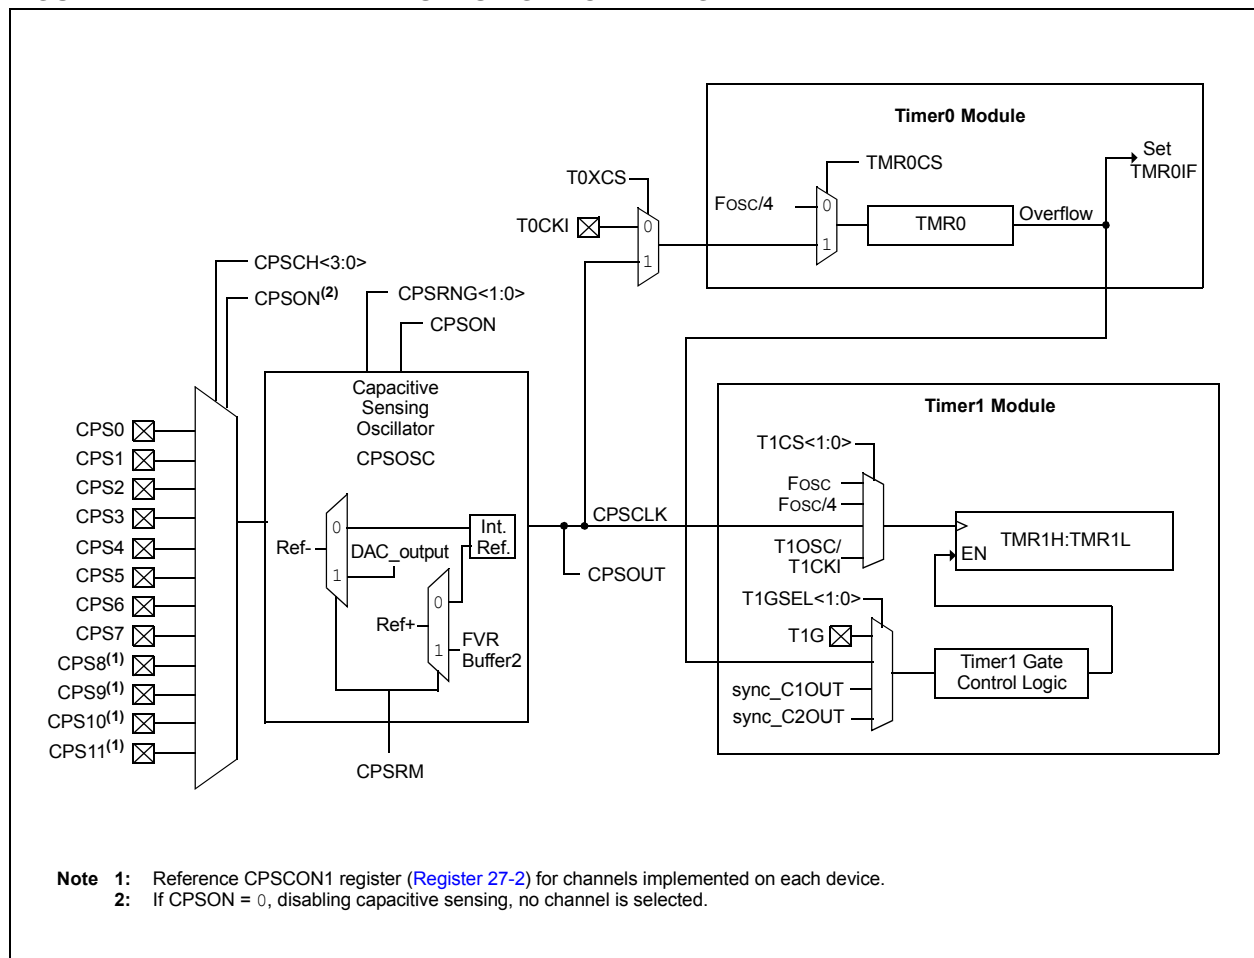 Timer0 Module
Set
TMR0IF
TMR0CS
T0XCS
FOSC/4
0
1
TMR0
Overflow
T0CKI
0
1
CPSCH<3:0>
CPSON(2)
CPSRNG<1:0>
CPSON
Capacitive
Sensing
Oscillator
CPSOSC
Timer1 Module
CPS0
CPS1
CPS2
CPS3
CPS4
CPS5
CPS6
CPS7
CPS8(1)
CPS9(1)
CPS10(1)
CPS11(1)
Ref-
0
1
DAC_output
Int.
Ref.
Ref+
0
1
FVR
Buffer2
CPSRM
CPSCLK
CPSOUT
T1CS<1:0>
FOSC
FOSC/4
T1OSC/
T1CKI
TMR1H:TMR1L
EN
T1GSEL<1:0>
T1G
sync_C1OUT
sync_C2OUT
Timer1 Gate
Control Logic
Note 1: Reference CPSCON1 register (Register 27-2) for channels implemented on each device.
2: If CPSON = 0, disabling capacitive sensing, no channel is selected.